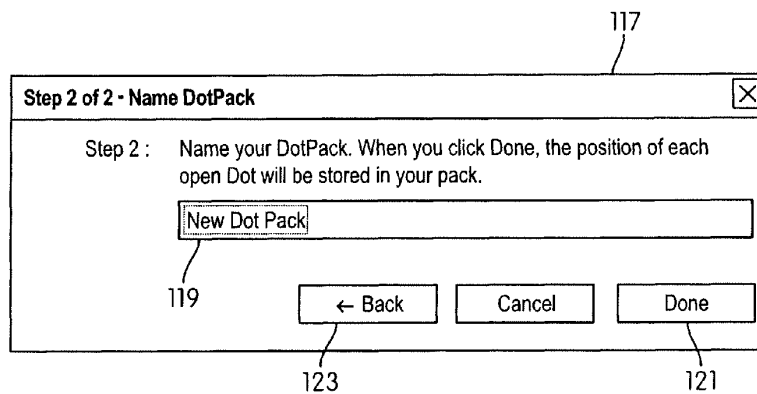 117
Step 2 of 2 - Name DotPack
Step 2 : Name your DotPack. When you click Done, the position of each
open Dot will be stored in your pack.
New Dot Pack
119
← Back Cancel Done
123 121